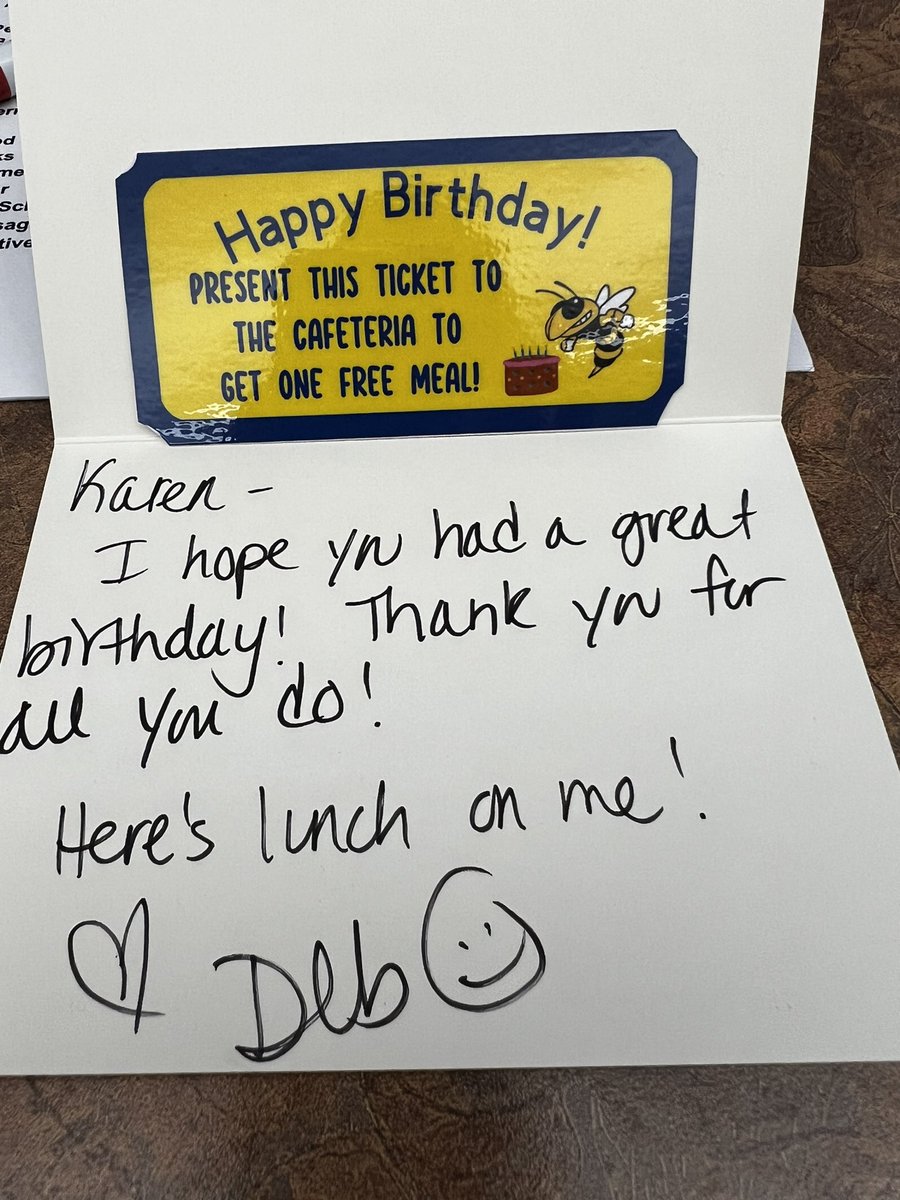 Happy Birthday!
PRESENT THIS TICKET TO
THE CAFETERIA TO
GET ONE FREE MEAL!
Karen -
I hope you had a great
birthday! Thank you for
all you do!
Here's lunch on me!
Deb